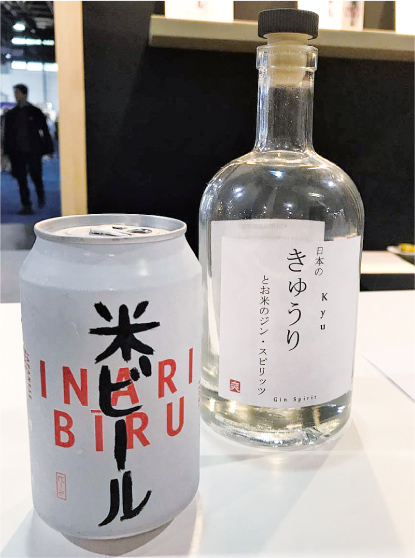 米ビール
INARI
BĪRU
日本の
きゅうり
Kyu
とお米のジン・スピリッツ
Gin Spirit